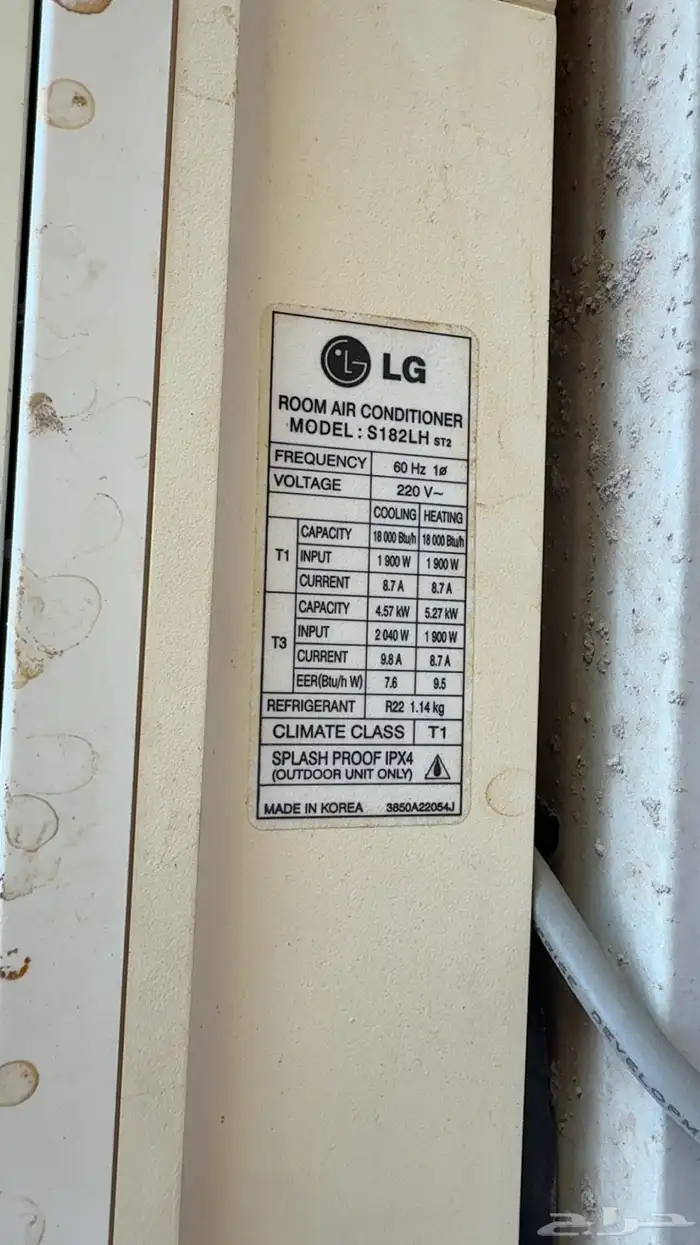 LG
ROOM AIR CONDITIONER
MODEL : S182LH ST2
FREQUENCY 60 Hz 1ø
VOLTAGE 220 V~
COOLING HEATING
T1
CAPACITY 18 000 Btu/h 18 000 Btu/h
INPUT 1 900 W 1 900 W
CURRENT 8.7 A 8.7 A
T3
CAPACITY 4.57 kW 5.27 kW
INPUT 2 040 W 1 900 W
CURRENT 9.8 A 8.7 A
EER(Btu/h W) 7.6 9.5
REFRIGERANT R22 1.14 kg
CLIMATE CLASS T1
SPLASH PROOF IPX4
(OUTDOOR UNIT ONLY)
MADE IN KOREA 3850A22054J
DEVELOPM
حراج